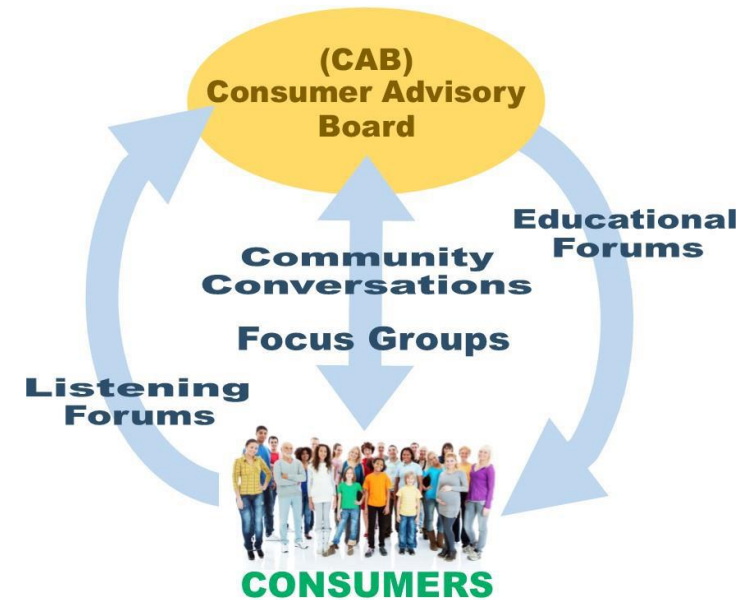 (CAB)
Consumer Advisory
Board
Educational
Forums
Community
Conversations
Focus Groups
Listening
Forums
CONSUMERS